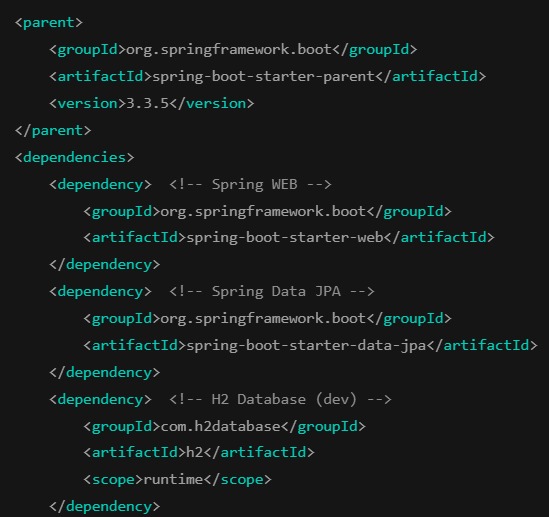 <parent>
    <groupId>org.springframework.boot</groupId>
    <artifactId>spring-boot-starter-parent</artifactId>
    <version>3.3.5</version>
</parent>
<dependencies>
    <dependency>  <!-- Spring WEB -->
        <groupId>org.springframework.boot</groupId>
        <artifactId>spring-boot-starter-web</artifactId>
    </dependency>
    <dependency>  <!-- Spring Data JPA -->
        <groupId>org.springframework.boot</groupId>
        <artifactId>spring-boot-starter-data-jpa</artifactId>
    </dependency>
    <dependency>  <!-- H2 Database (dev) -->
        <groupId>com.h2database</groupId>
        <artifactId>h2</artifactId>
        <scope>runtime</scope>
    </dependency>